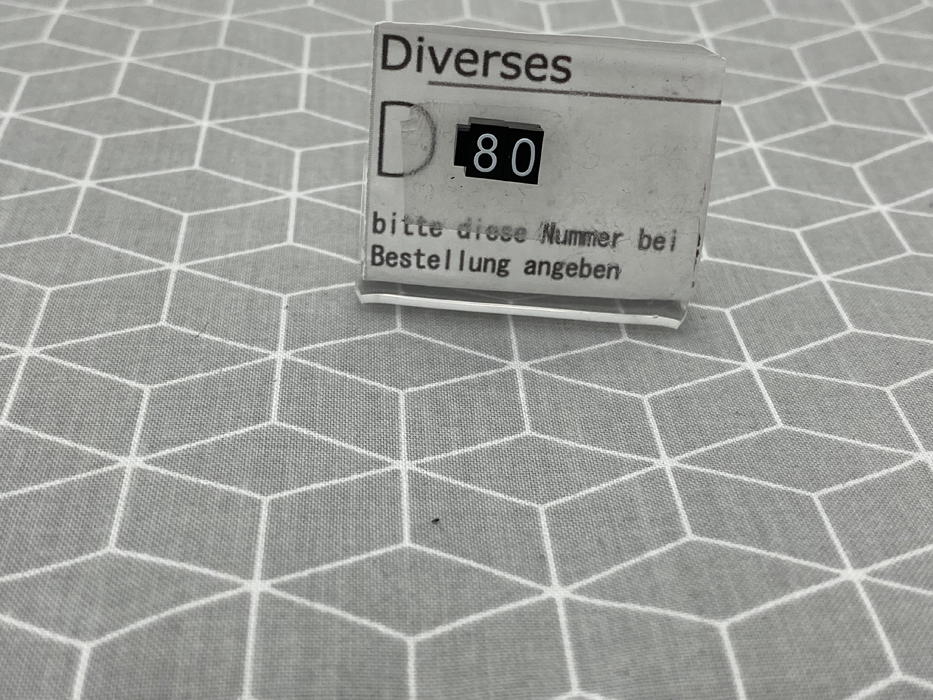 Diverses
D 80
bitte diese Nummer bei
Bestellung angeben